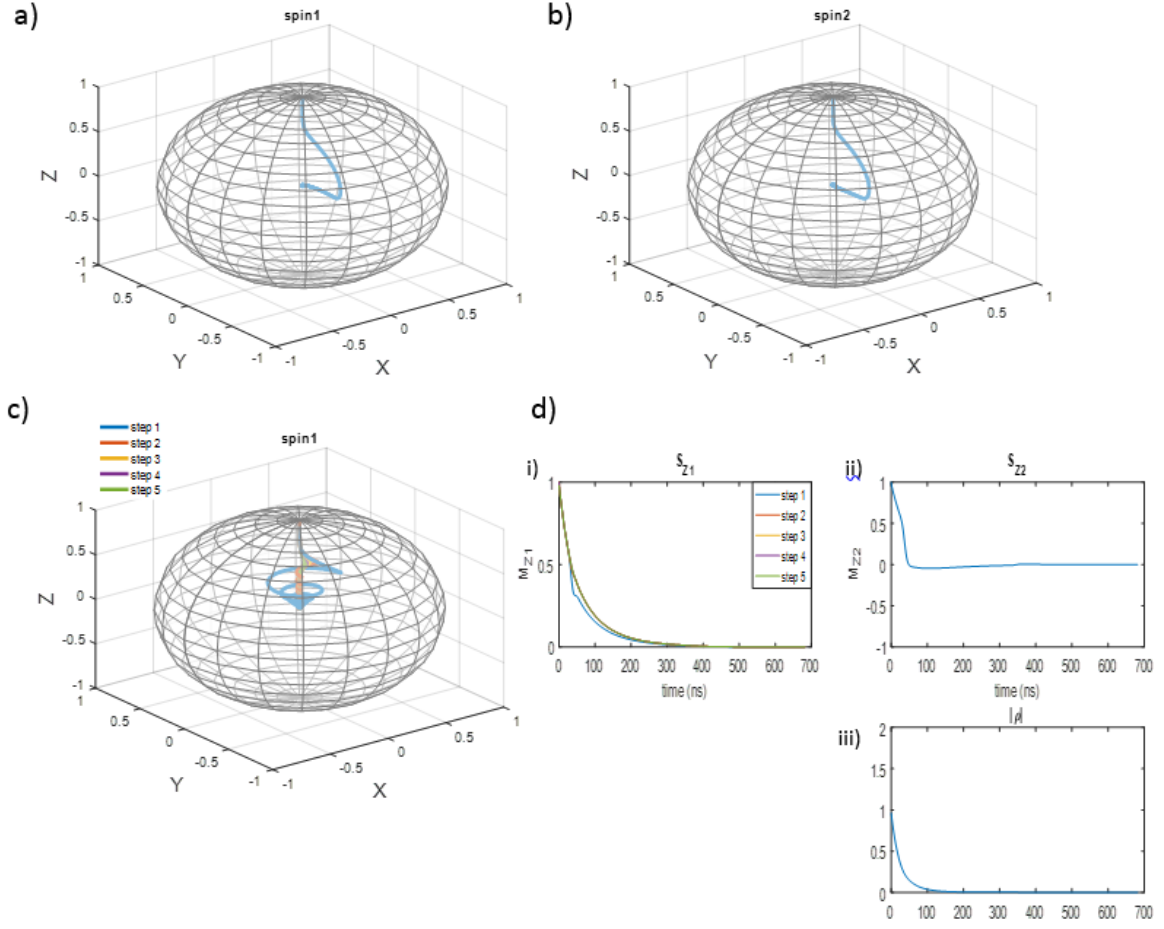 a)
spin1
1
0.5
0
-0.5
-1
Z
1
0.5
0
-0.5
-1
Y
-1
-0.5
0
0.5
1
X
b)
spin2
1
0.5
0
-0.5
-1
Z
1
0.5
0
-0.5
-1
Y
-1
-0.5
0
0.5
1
X
c)
step 1
step 2
step 3
step 4
step 5
spin1
1
0.5
0
-0.5
-1
Z
1
0.5
0
-0.5
-1
Y
-1
-0.5
0
0.5
1
X
d)
i)
S Z1
1
0.5
0
M Z1
step 1
step 2
step 3
step 4
step 5
0 100 200 300 400 500 600 700
time (ns)
ii)
S Z2
1
0.5
0
-0.5
-1
M Z2
0 100 200 300 400 500 600 700
time (ns)
iii)
|ρ|
2
1.5
1
0.5
0
0 100 200 300 400 500 600 700